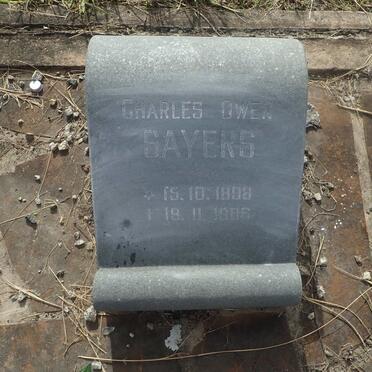 CHARLES OWEN
SAYERS
* 15.10.1898
† 19.11.1986